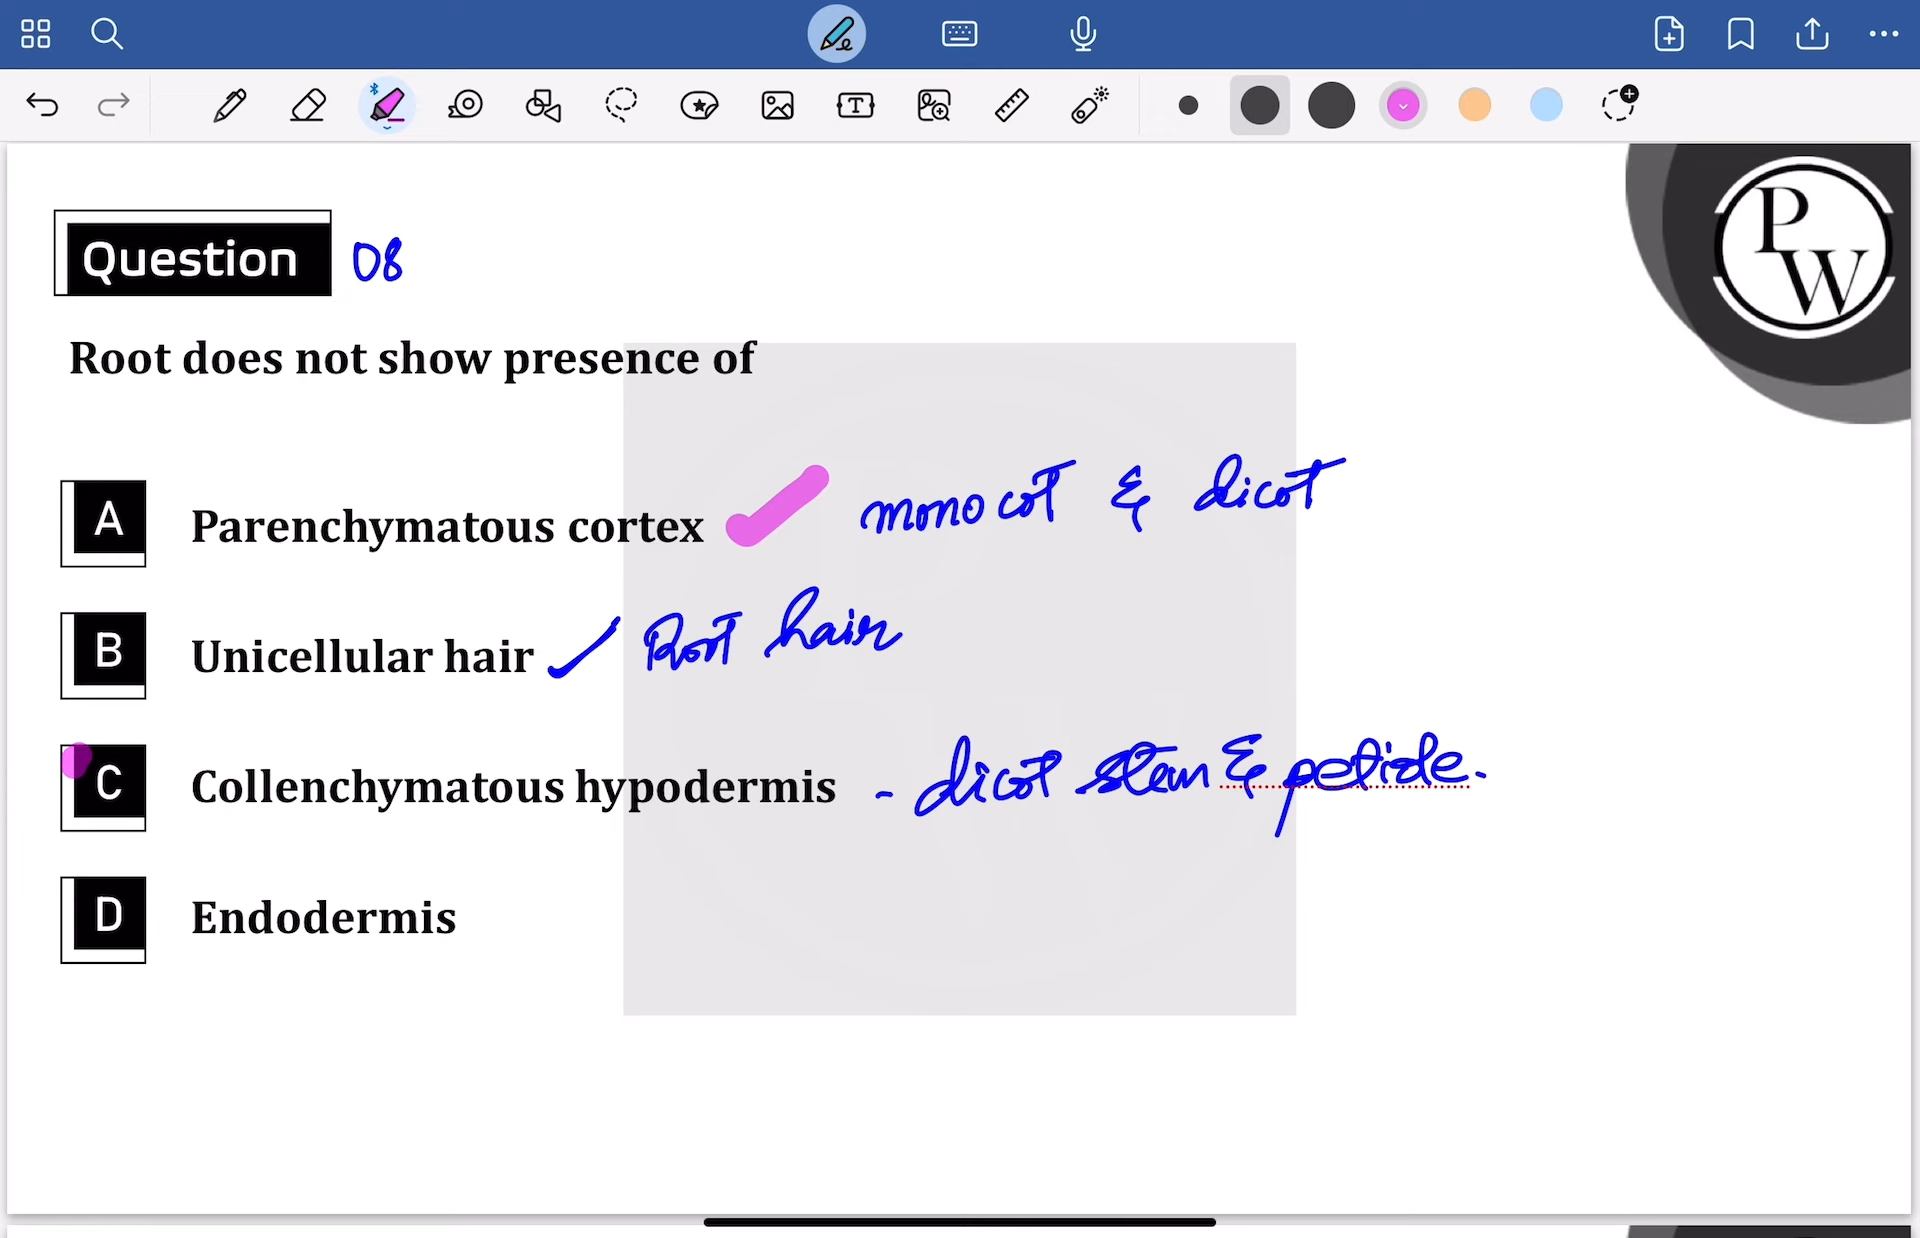 Question 08
PW
Root does not show presence of
A Parenchymatous cortex monocot & dicot
B Unicellular hair Root hair
C Collenchymatous hypodermis - dicot stem & petiole.
D Endodermis